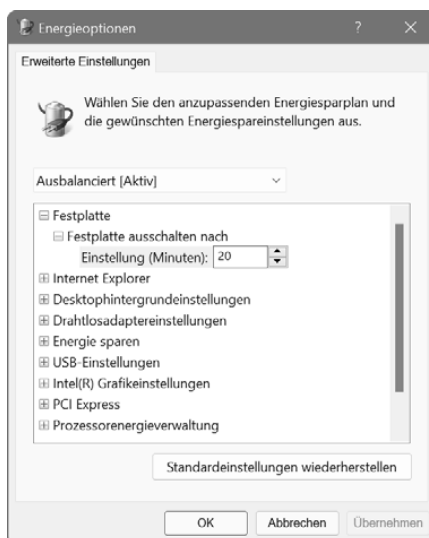 Energieoptionen
Erweiterte Einstellungen
Wählen Sie den anzupassenden Energiesparplan und
die gewünschten Energiespareinstellungen aus.
Ausbalanciert [Aktiv]
Festplatte
Festplatte ausschalten nach
Einstellung (Minuten): 20
Internet Explorer
Desktophintergrundeinstellungen
Drahtlosadaptereinstellungen
Energie sparen
USB-Einstellungen
Intel(R) Grafikeinstellungen
PCI Express
Prozessorenergieverwaltung
Standardeinstellungen wiederherstellen
OK Abbrechen Übernehmen